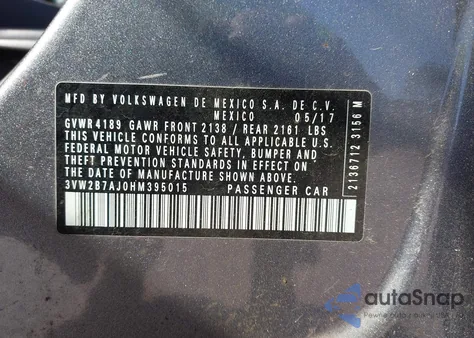 MFD BY VOLKSWAGEN DE MEXICO S.A. DE C.V.
MEXICO 05/17
GVWR 4189 GAWR FRONT 2138 / REAR 2161 LBS
THIS VEHICLE CONFORMS TO ALL APPLICABLE U.S.
FEDERAL MOTOR VEHICLE SAFETY, BUMPER AND
THEFT PREVENTION STANDARDS IN EFFECT ON
THE DATE OF MANUFACTURE SHOWN ABOVE.
3VW2B7AJ0HM395015 PASSENGER CAR
2136712 3156 M
autoSnap